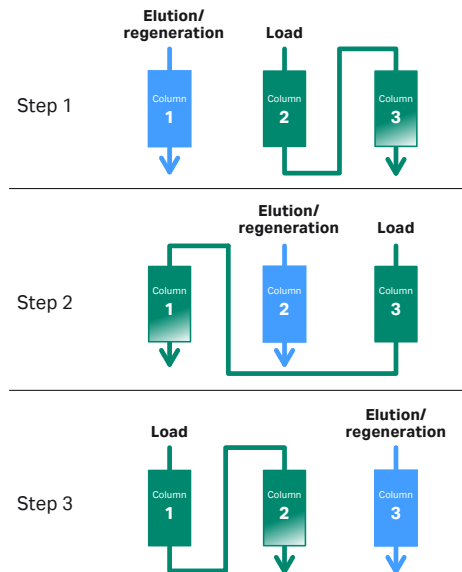 Elution/
regeneration
Load
Step 1
Column
1
Column
2
Column
3
Elution/
regeneration
Load
Step 2
Column
1
Column
2
Column
3
Load
Elution/
regeneration
Step 3
Column
1
Column
2
Column
3